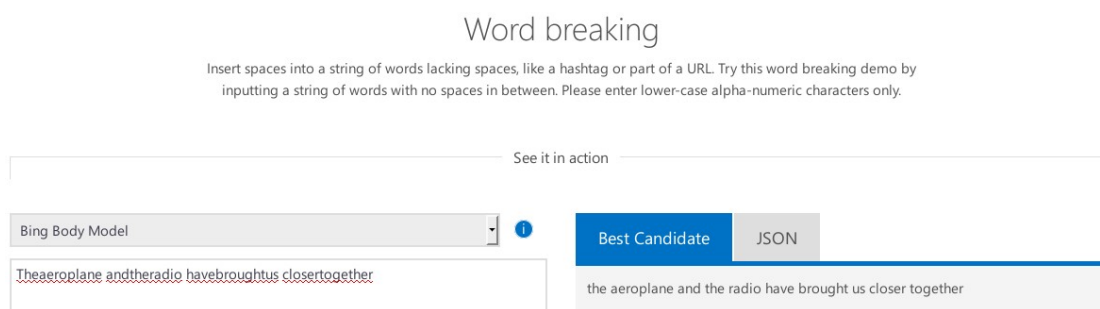 Word breaking
Insert spaces into a string of words lacking spaces, like a hashtag or part of a URL. Try this word breaking demo by
inputting a string of words with no spaces in between. Please enter lower-case alpha-numeric characters only.
See it in action
Bing Body Model
i
Best Candidate
JSON
Theaeroplane andtheradio havebroughtus closertogether
the aeroplane and the radio have brought us closer together